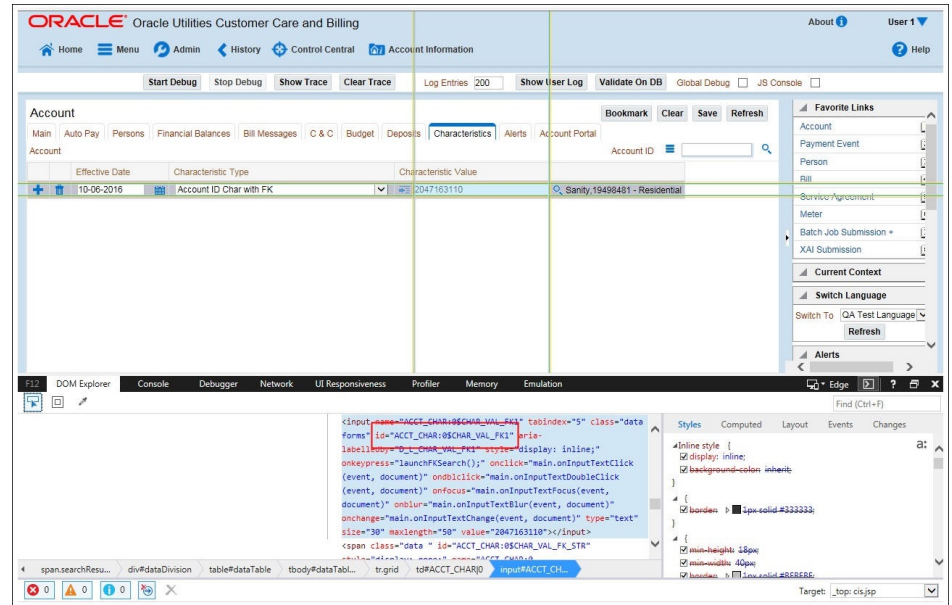 ORACLE Oracle Utilities Customer Care and Billing
About User 1
Home Menu Admin History Control Central Account Information
Help
Start Debug Stop Debug Show Trace Clear Trace Log Entries 200 Show User Log Validate On DB Global Debug JS Console
Account
Bookmark Clear Save Refresh
Main Auto Pay Persons Financial Balances Bill Messages C & C Budget Deposits Characteristics Alerts Account Portal
Account
Account ID
Effective Date Characteristic Type Characteristic Value
10-06-2016 Account ID Char with FK 2047163110 Sanity,19498481 - Residential
Favorite Links
Account
Payment Event
Person
Bill
Service Agreement
Meter
Batch Job Submission +
XAI Submission
Current Context
Switch Language
Switch To QA Test Language
Refresh
Alerts
F12 DOM Explorer Console Debugger Network UI Responsiveness Profiler Memory Emulation
Edge ?
Find (Ctrl+F)
<input name="ACCT_CHAR:0$CHAR_VAL_FK1" tabindex="5" class="data
forms" id="ACCT_CHAR:0$CHAR_VAL_FK1" aria-
labelledby="D_L_CHAR_VAL_FK1" style="display: inline;"
onkeypress="launchFKSearch();" onclick="main.onInputTextClick
(event, document)" ondblclick="main.onInputTextDoubleClick
(event, document)" onfocus="main.onInputTextFocus(event,
document)" onblur="main.onInputTextBlur(event, document)"
onchange="main.onInputTextChange(event, document)" type="text"
size="30" maxlength="50" value="2047163110"></input>
<span class="data " id="ACCT_CHAR:0$CHAR_VAL_FK_STR"
Styles Computed Layout Events Changes
Inline style {
a:
display: inline;
background-color: inherit;
}
{
border: 1px solid #333333;
}
{
min-height: 18px;
min-width: 40px;
border: 1px solid #BEBEBE;
span.searchResu... div#dataDivision table#dataTable tbody#dataTabl... tr.grid td#ACCT_CHAR|0 input#ACCT_CH...
0 0 0
Target: _top: cis.jsp